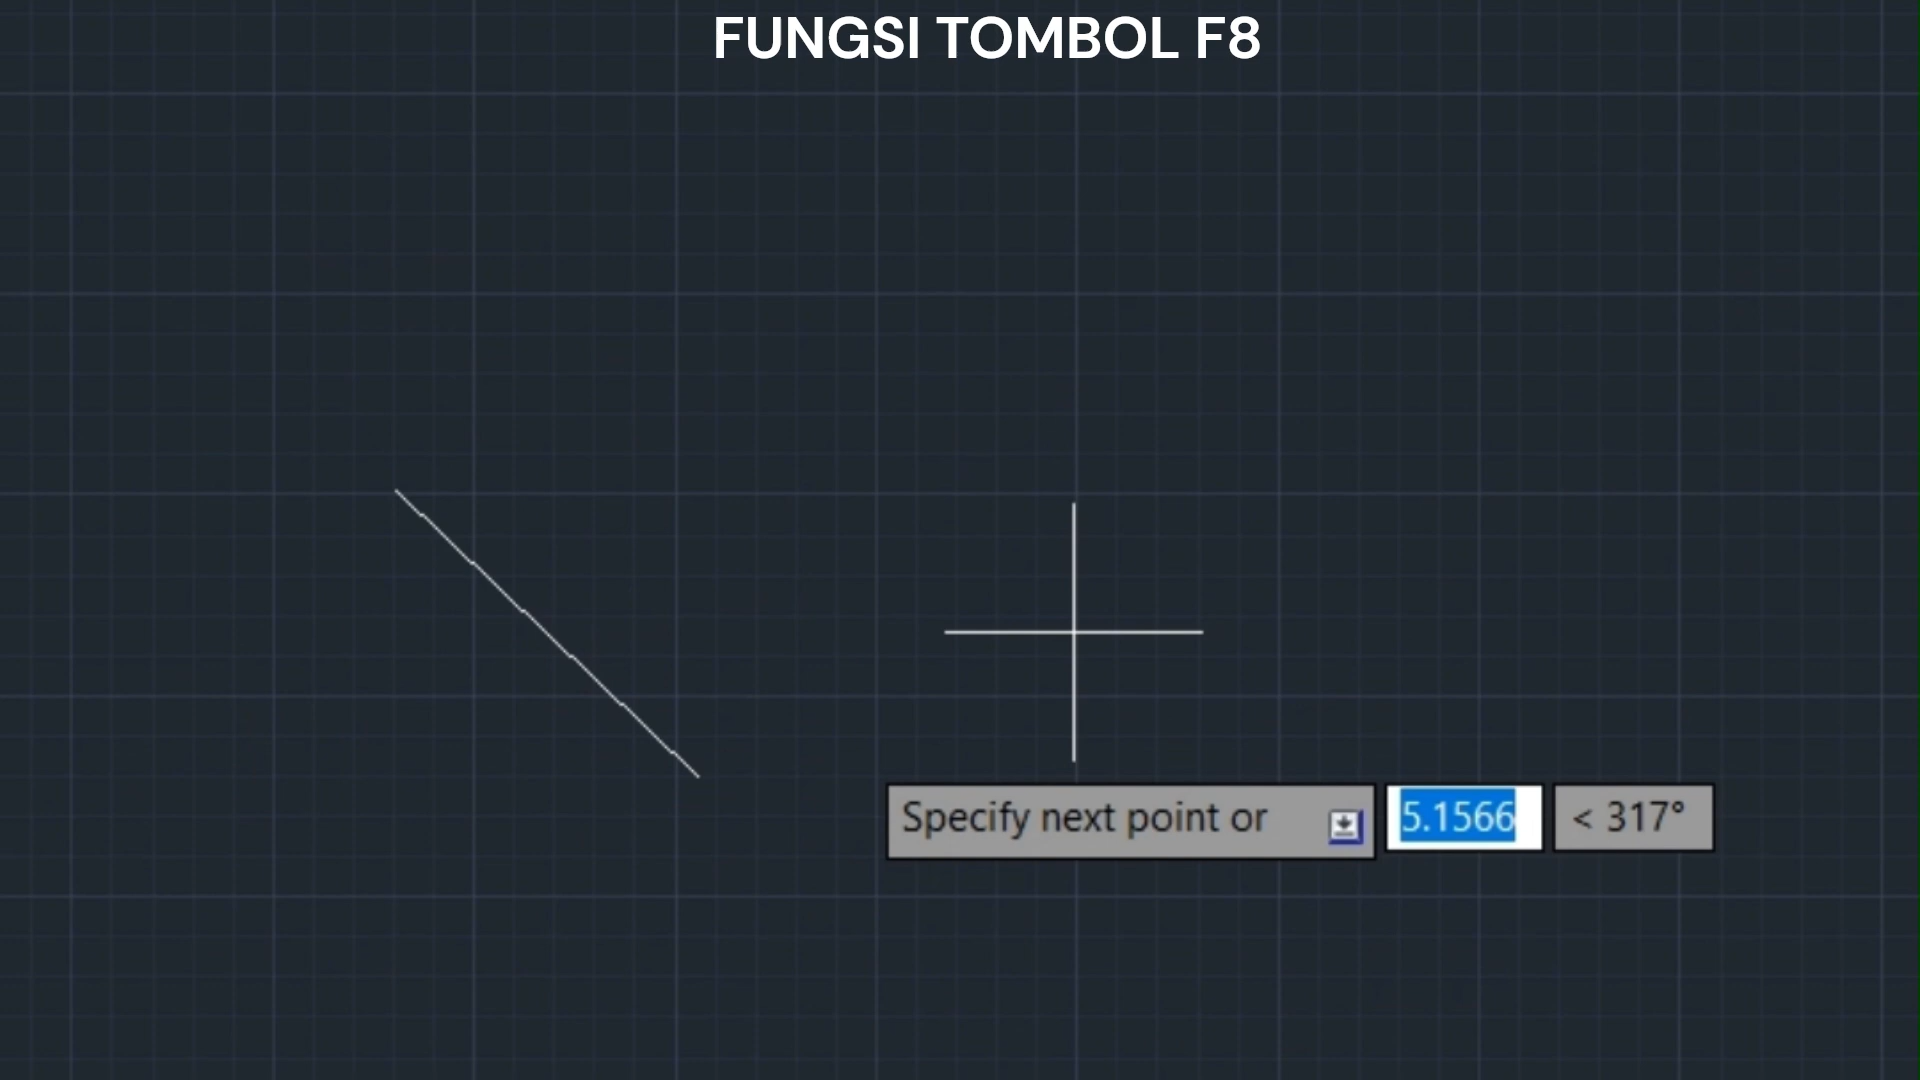 FUNGSI TOMBOL F8
Specify next point or 5.1566 < 317°